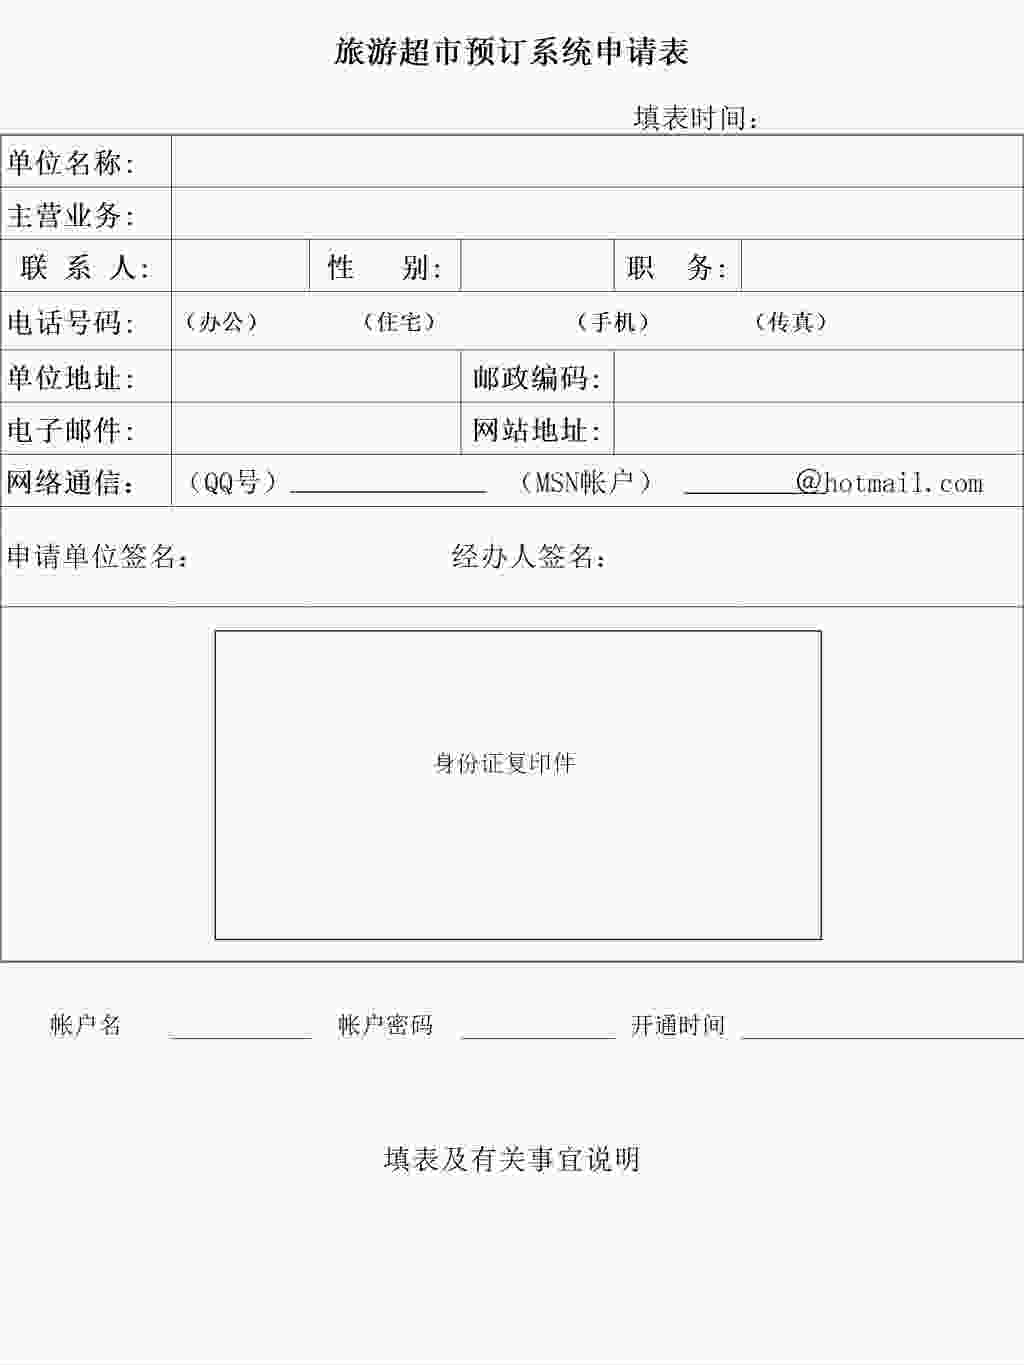 旅游超市预订系统申请表
填表时间：
单位名称:
主营业务:
联 系 人: 性 别: 职 务:
电话号码: （办公） （住宅） （手机） （传真）
单位地址: 邮政编码:
电子邮件: 网站地址:
网络通信： （QQ号）______________ （MSN帐户） __________@hotmail.com
申请单位签名： 经办人签名：
身份证复印件
帐户名 __________ 帐户密码 __________ 开通时间 __________
填表及有关事宜说明